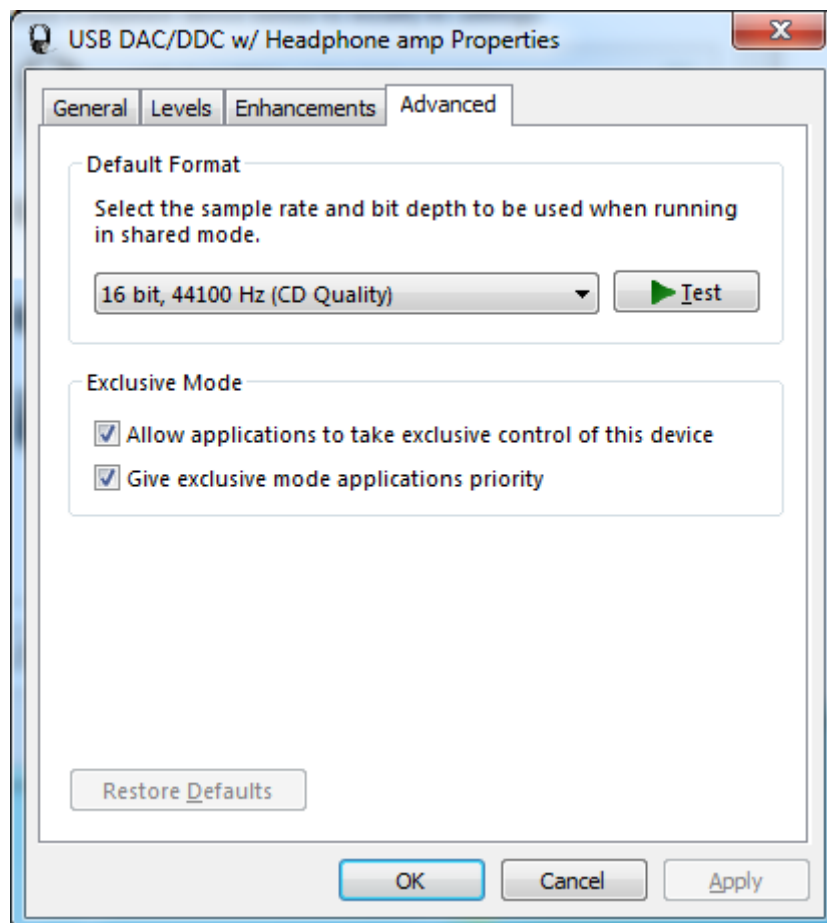 USB DAC/DDC w/ Headphone amp Properties
General Levels Enhancements Advanced
Default Format
Select the sample rate and bit depth to be used when running
in shared mode.
16 bit, 44100 Hz (CD Quality) Test
Exclusive Mode
Allow applications to take exclusive control of this device
Give exclusive mode applications priority
Restore Defaults
OK Cancel Apply